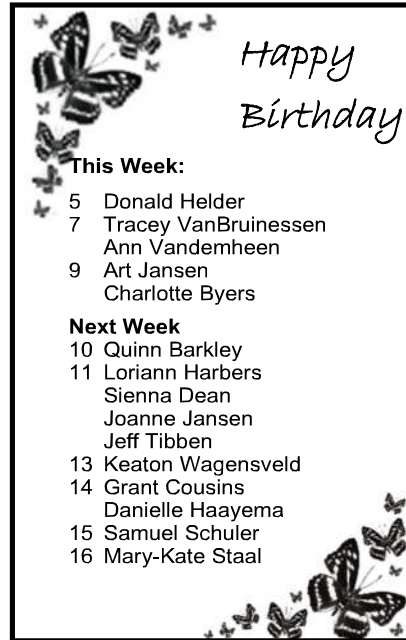 Happy
Birthday
This Week:
5 Donald Helder
7 Tracey VanBruinessen
Ann Vandemheen
9 Art Jansen
Charlotte Byers
Next Week
10 Quinn Barkley
11 Loriann Harbers
Sienna Dean
Joanne Jansen
Jeff Tibben
13 Keaton Wagensveld
14 Grant Cousins
Danielle Haayema
15 Samuel Schuler
16 Mary-Kate Staal